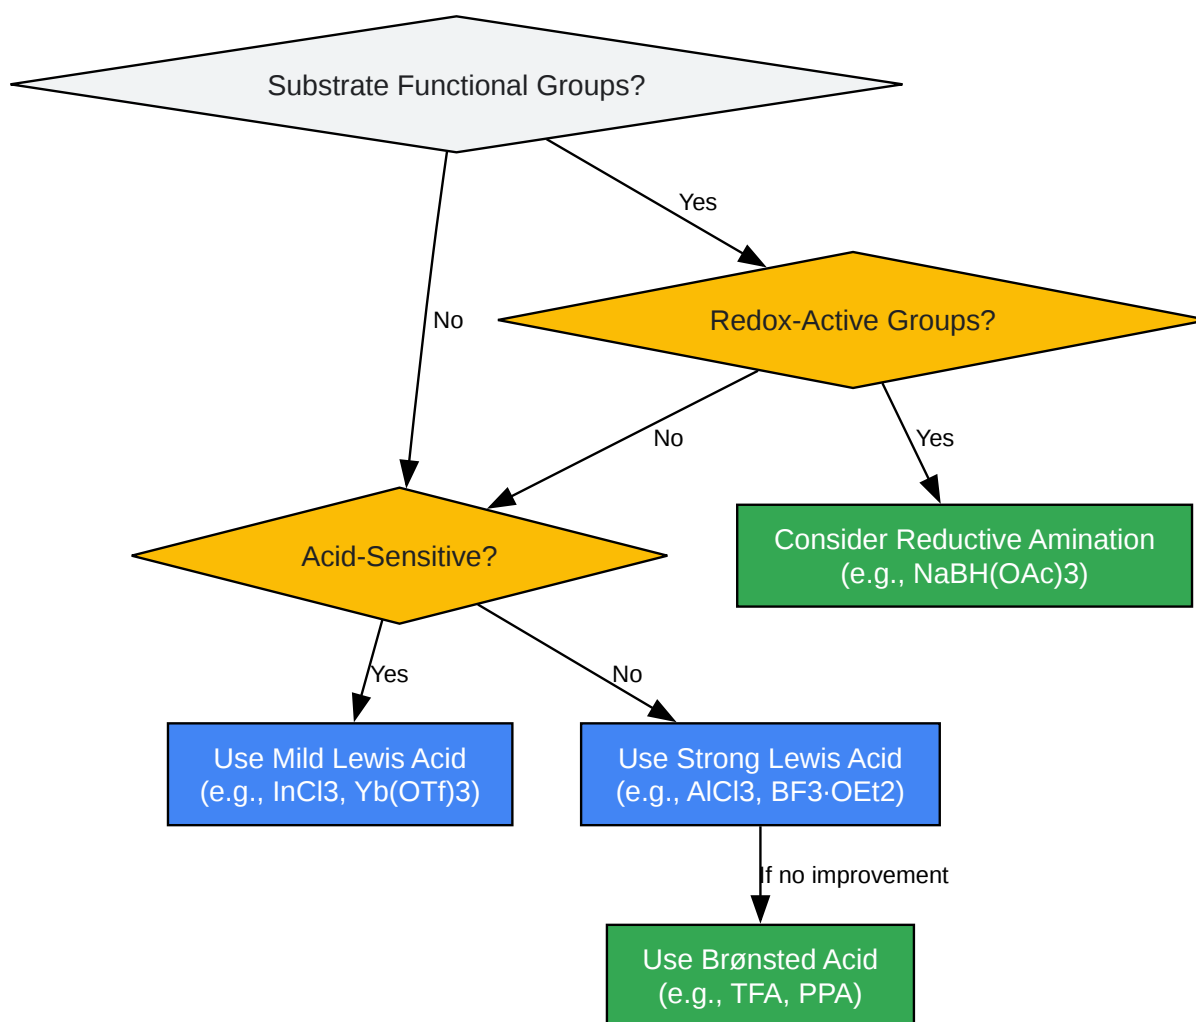 Substrate Functional Groups?
Yes
No
Redox-Active Groups?
No
Yes
Consider Reductive Amination
(e.g., NaBH(OAc)3)
Acid-Sensitive?
Yes
No
Use Mild Lewis Acid
(e.g., InCl3, Yb(OTf)3)
Use Strong Lewis Acid
(e.g., AlCl3, BF3·OEt2)
If no improvement
Use Brønsted Acid
(e.g., TFA, PPA)